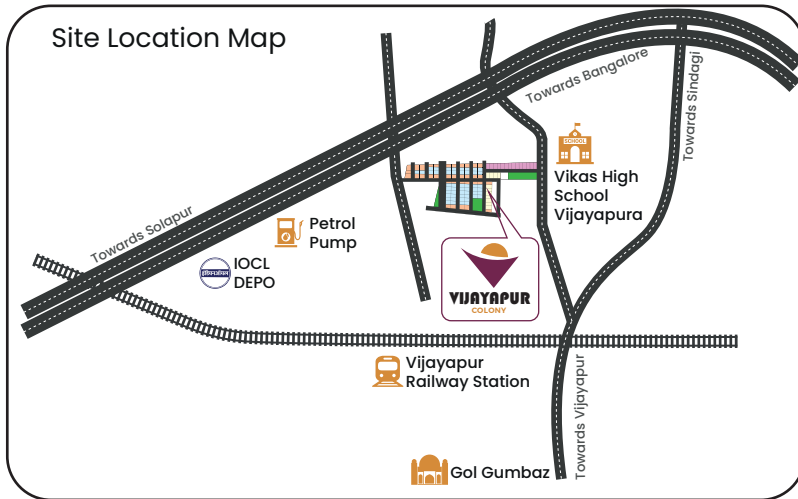 Site Location Map
Towards Bangalore
Towards Sindagi
SCHOOL
Vikas High
School
Vijayapura
Towards Solapur
Petrol
Pump
IOCL
DEPO
VIJAYAPUR
COLONY
Vijayapur
Railway Station
Towards Vijayapur
Gol Gumbaz